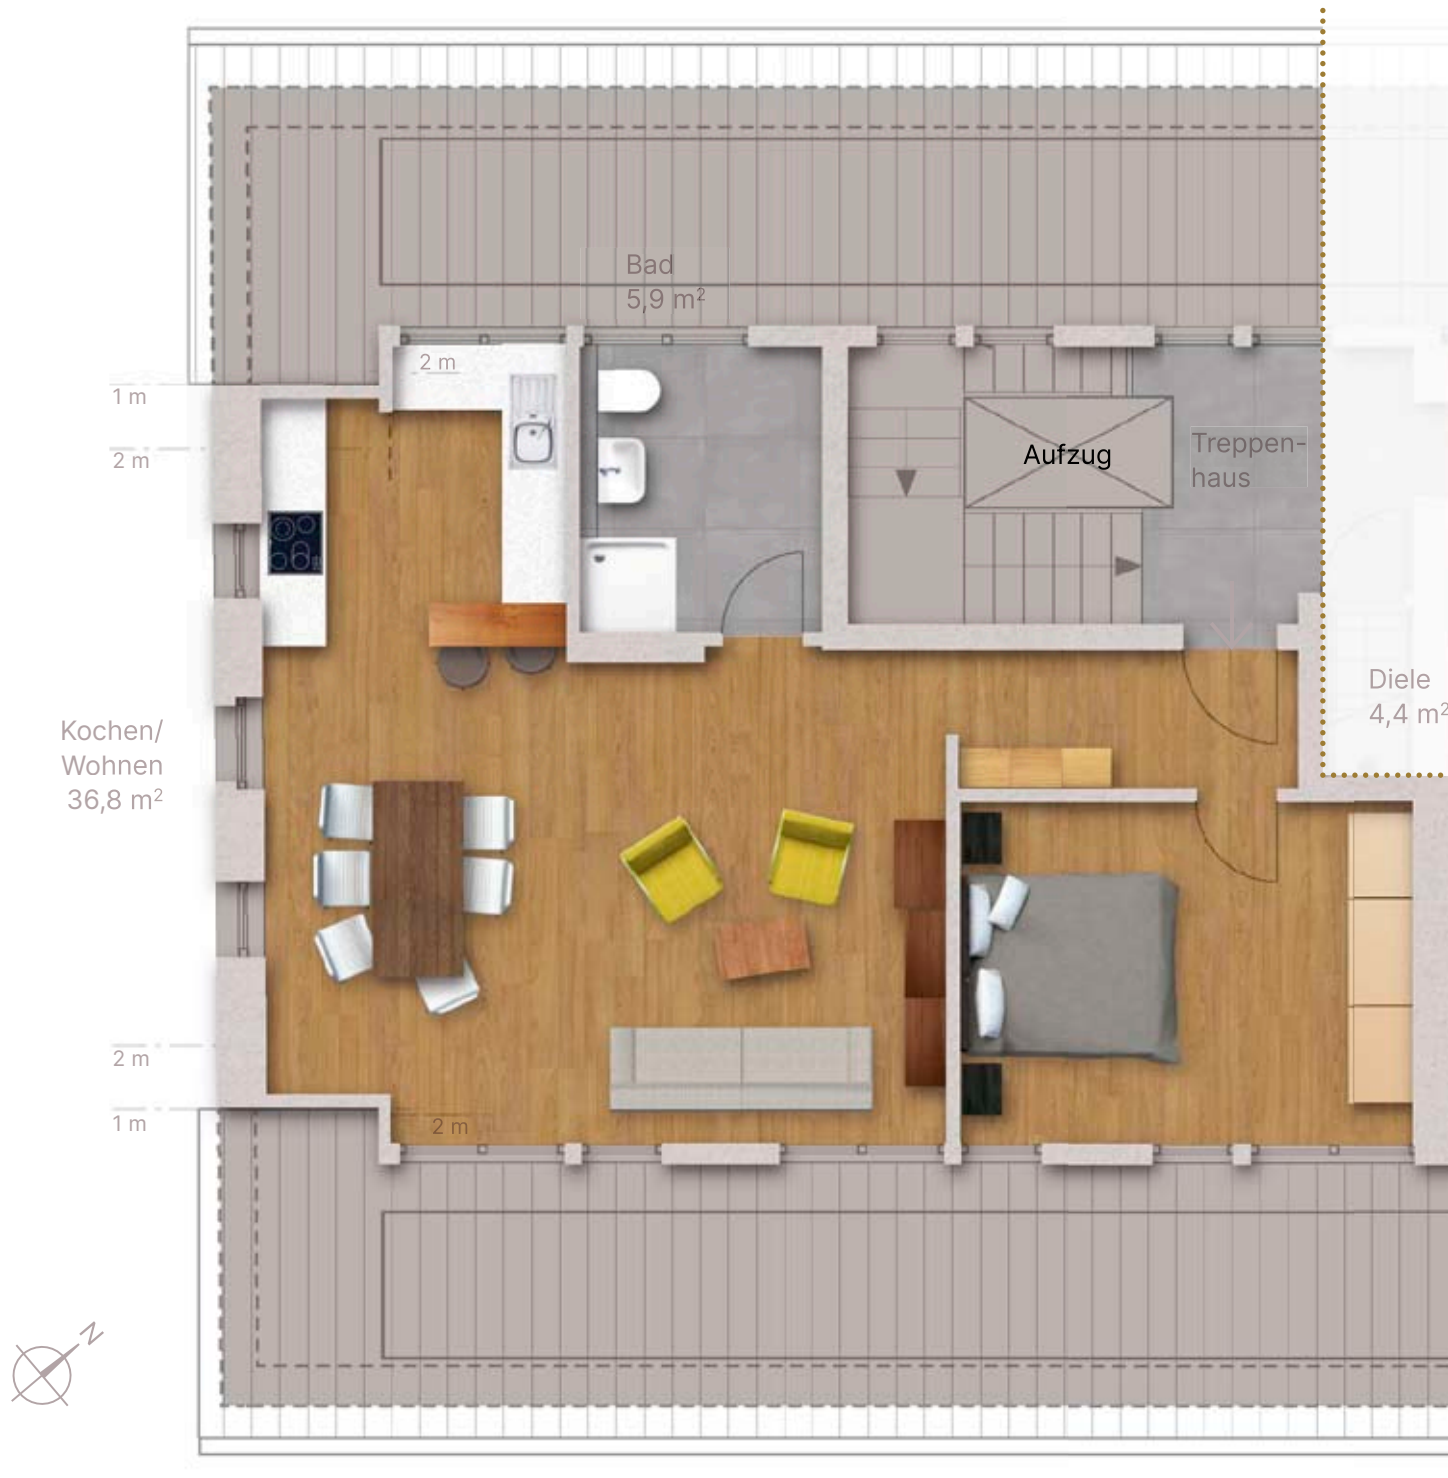 Bad
5,9 m²
2 m
1 m
2 m
Aufzug
Treppen-
haus
Diele
4,4 m²
Kochen/
Wohnen
36,8 m²
2 m
1 m
2 m
N